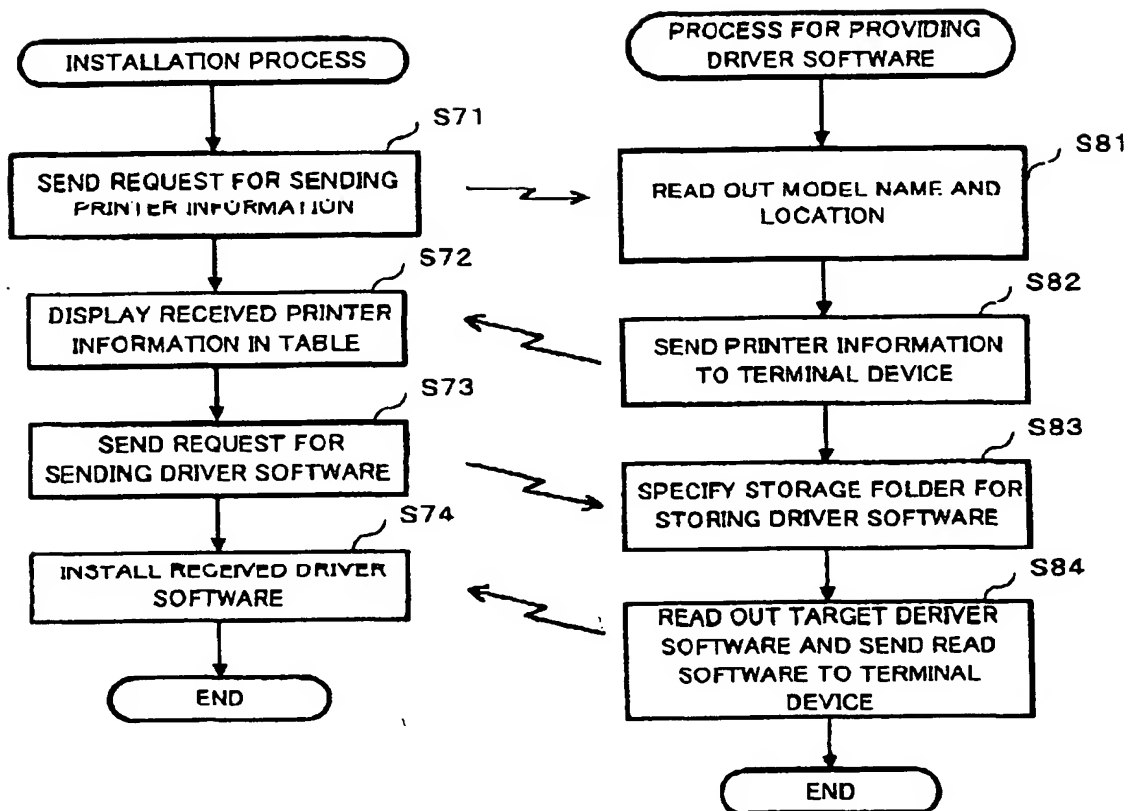 INSTALLATION PROCESS
S71
SEND REQUEST FOR SENDING
PRINTER INFORMATION
S72
DISPLAY RECEIVED PRINTER
INFORMATION IN TABLE
S73
SEND REQUEST FOR
SENDING DRIVER SOFTWARE
S74
INSTALL RECEIVED DRIVER
SOFTWARE
END
PROCESS FOR PROVIDING
DRIVER SOFTWARE
S81
READ OUT MODEL NAME AND
LOCATION
S82
SEND PRINTER INFORMATION
TO TERMINAL DEVICE
S83
SPECIFY STORAGE FOLDER FOR
STORING DRIVER SOFTWARE
S84
READ OUT TARGET DERIVER
SOFTWARE AND SEND READ
SOFTWARE TO TERMINAL
DEVICE
END